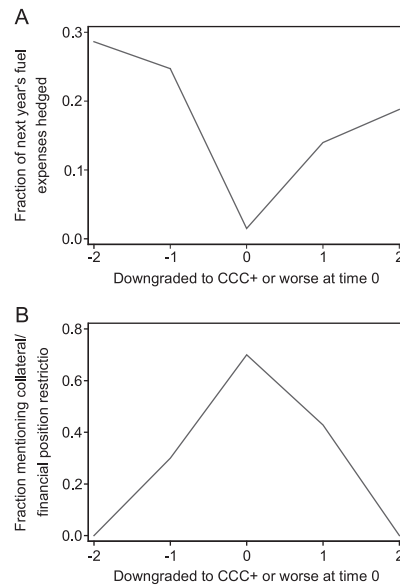 A
0.3
0.2
0.1
0.0
Fraction of next year's fuel
expenses hedged
-2 -1 0 1 2
Downgraded to CCC+ or worse at time 0
B
0.8
0.6
0.4
0.2
0.0
Fraction mentioning collateral/
financial position restrictio
-2 -1 0 1 2
Downgraded to CCC+ or worse at time 0